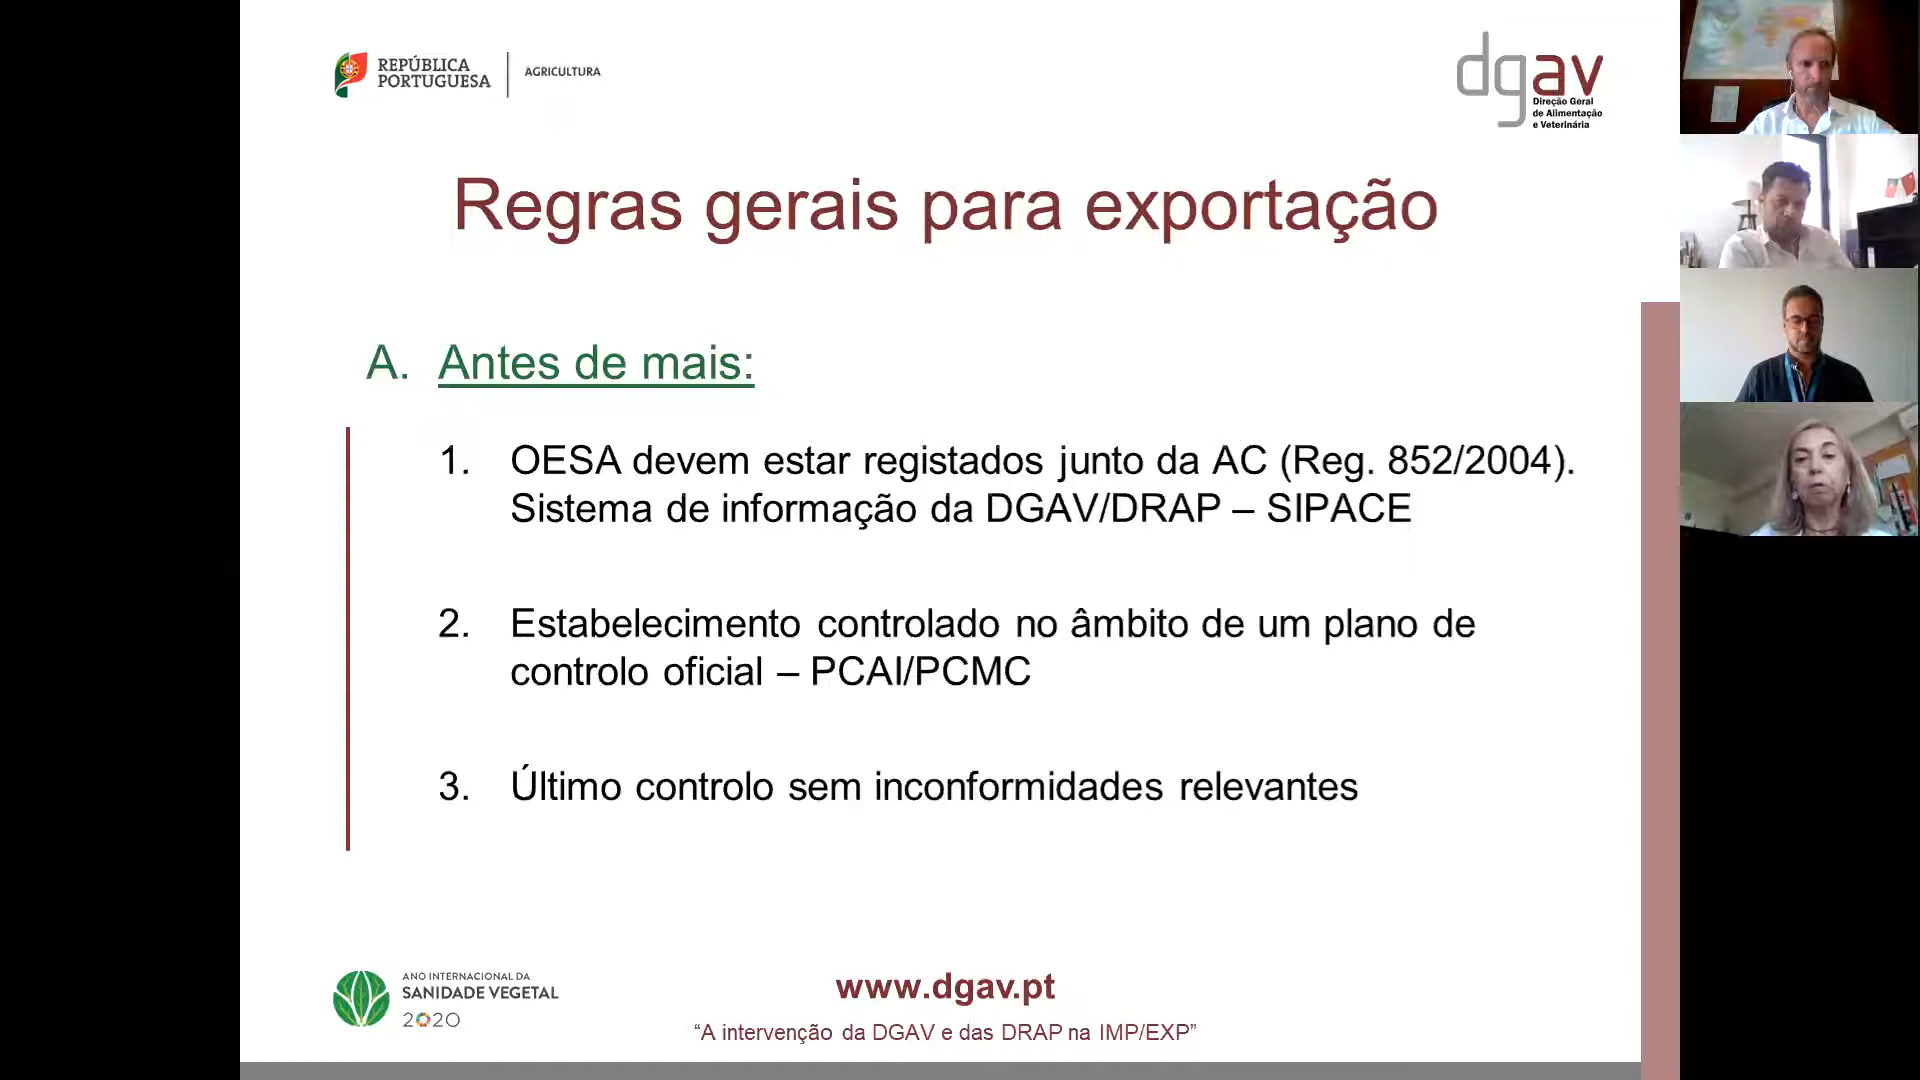 REPÚBLICA
PORTUGUESA
AGRICULTURA
dgav
Direção Geral
de Alimentação
e Veterinária
Regras gerais para exportação
A. Antes de mais:
1. OESA devem estar registados junto da AC (Reg. 852/2004).
Sistema de informação da DGAV/DRAP – SIPACE
2. Estabelecimento controlado no âmbito de um plano de
controlo oficial – PCAI/PCMC
3. Último controlo sem inconformidades relevantes
ANO INTERNACIONAL DA
SANIDADE VEGETAL
2020
www.dgav.pt
“A intervenção da DGAV e das DRAP na IMP/EXP”